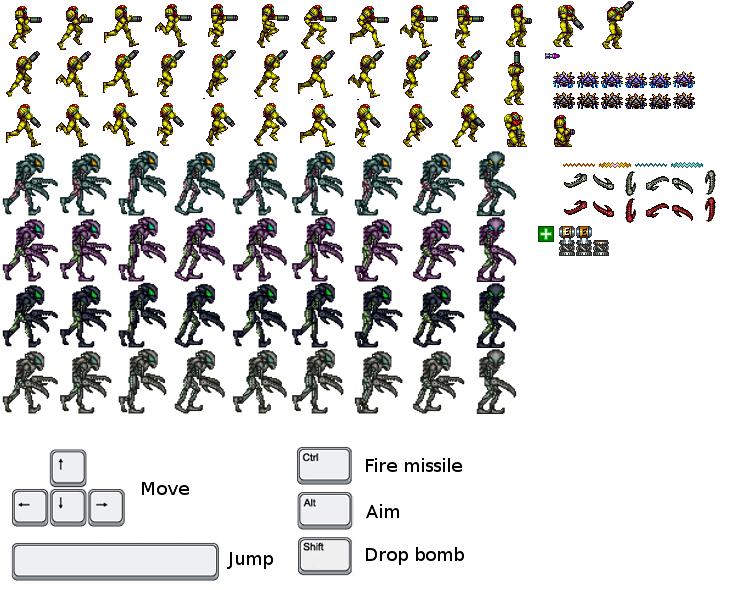 ↑
← ↓ →
Move
Jump
Ctrl
Fire missile
Alt
Aim
Shift
Drop bomb